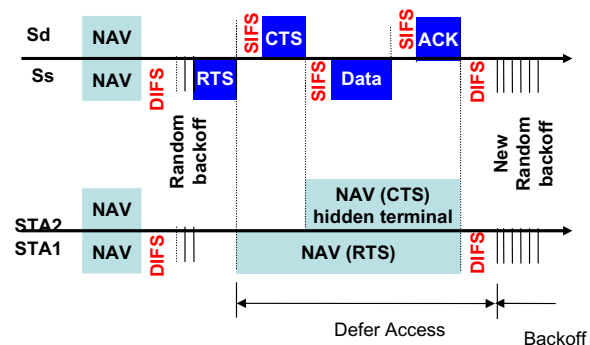 Sd
NAV
SIFS
CTS
SIFS
ACK
Ss
NAV
DIFS
Random
backoff
RTS
SIFS
Data
DIFS
New
Random
backoff
STA2
NAV
NAV (CTS)
hidden terminal
STA1
NAV
DIFS
NAV (RTS)
DIFS
Defer Access
Backoff